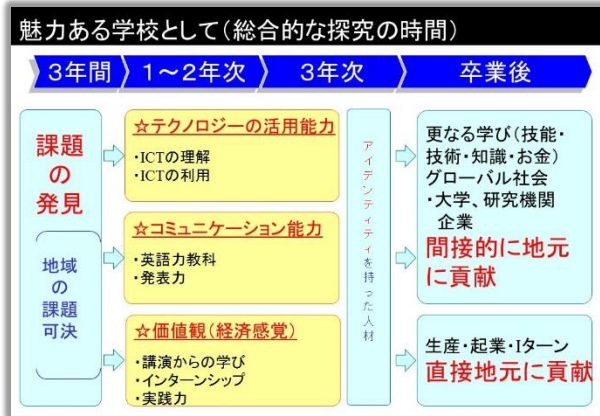 魅力ある学校として(総合的な探究の時間)
3年間
1~2年次
3年次
卒業後
課題
の
発見
地域
の
課題
可決
☆テクノロジーの活用能力
・ICTの理解
・ICTの利用
☆コミュニケーション能力
・英語力教科
・発表力
☆価値観(経済感覚)
・講演からの学び
・インターンシップ
・実践力
アイデンティティを持った人材
更なる学び(技能・
技術・知識・お金)
グローバル社会
・大学、研究機関
企業
間接的に地元
に貢献
生産・起業・Iターン
直接地元に貢献